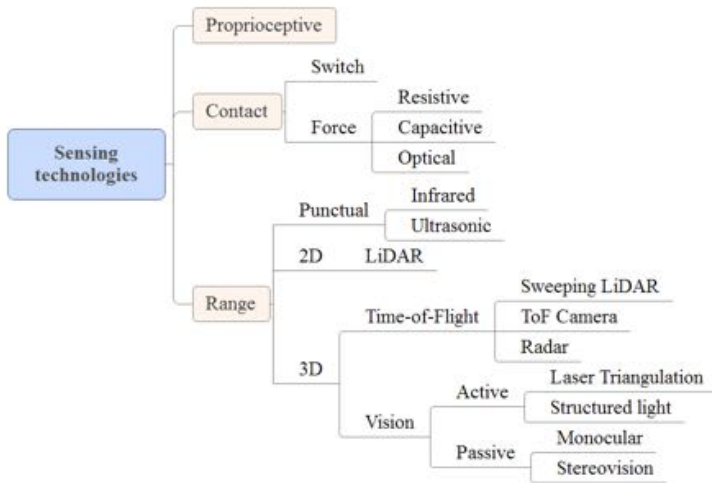 Proprioceptive
Switch
Contact
Resistive
Force
Capacitive
Optical
Sensing
technologies
Infrared
Punctual
Ultrasonic
2D
LiDAR
Range
Sweeping LiDAR
Time-of-Flight
ToF Camera
Radar
3D
Laser Triangulation
Active
Structured light
Vision
Monocular
Passive
Stereovision